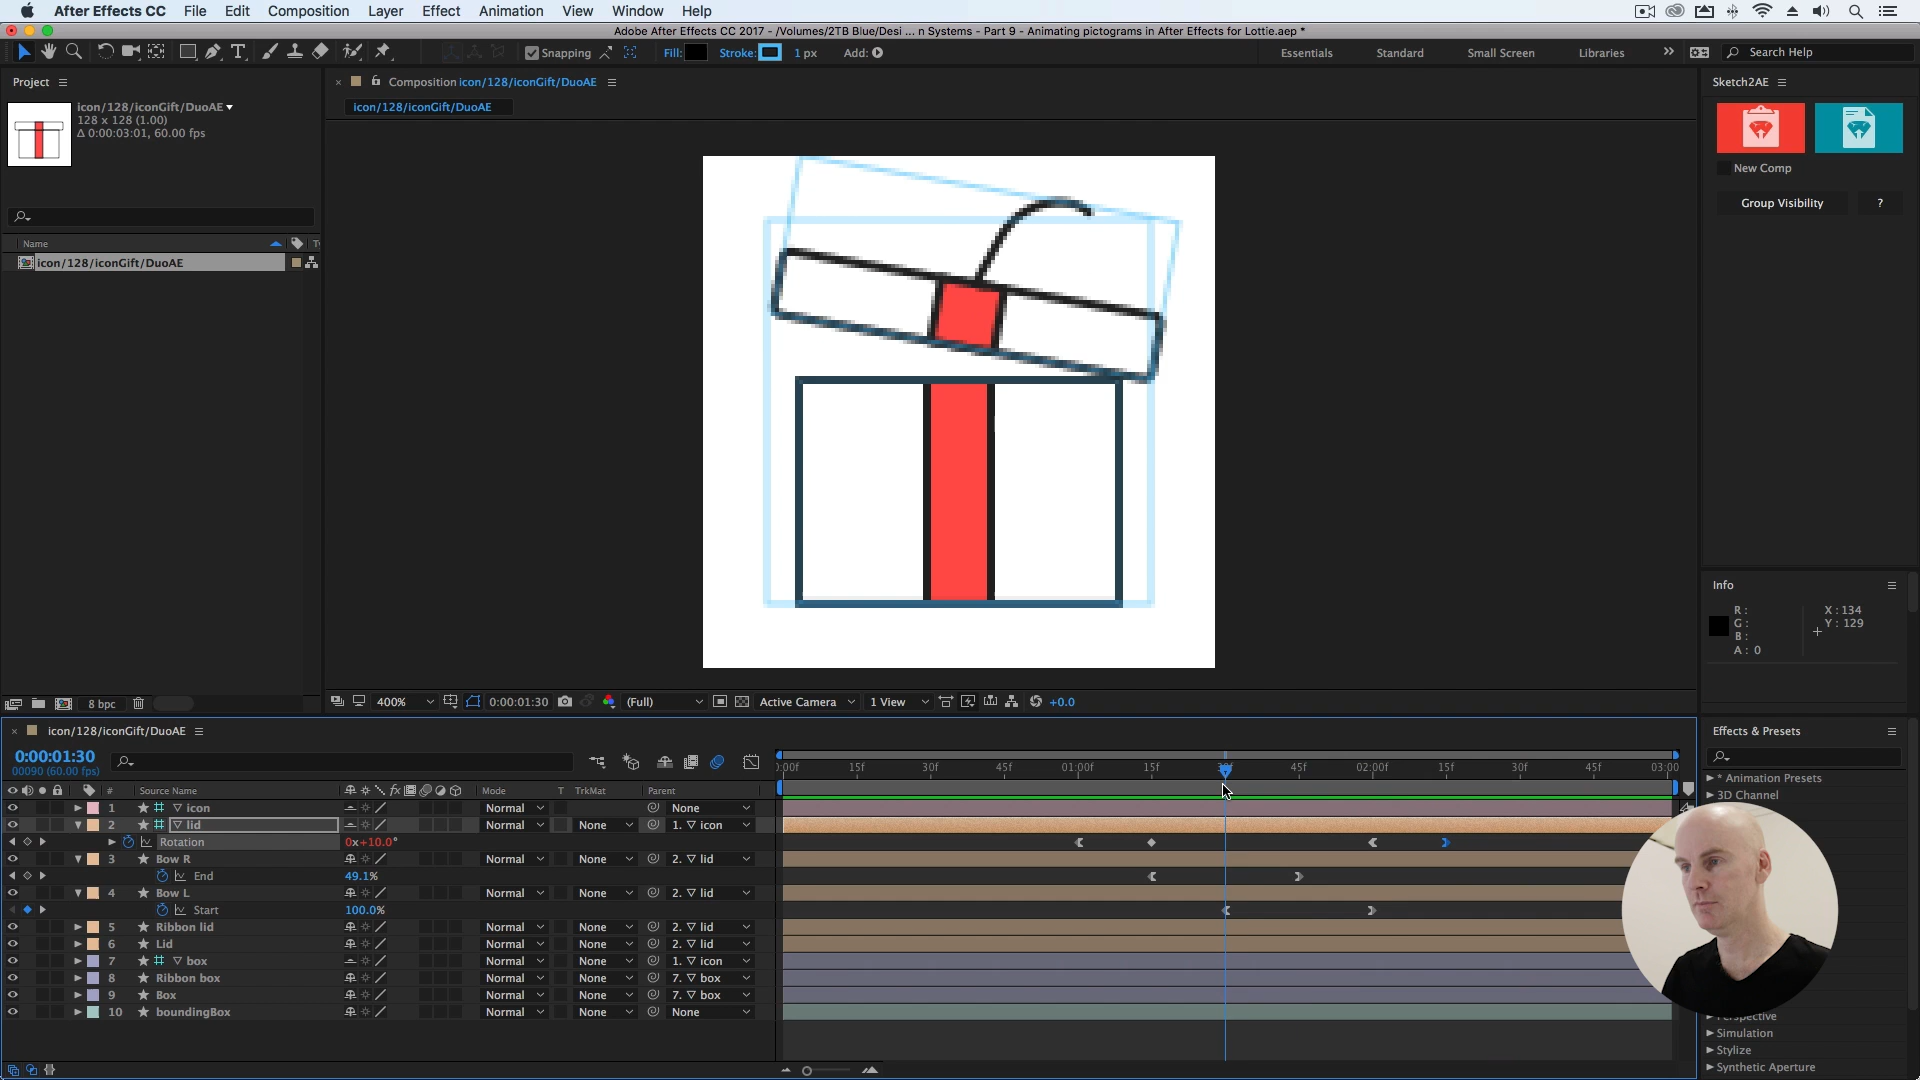 After Effects CC File Edit Composition Layer Effect Animation View Window Help
Adobe After Effects CC 2017 - /Volumes/2TB Blue/Desi ... n Systems - Part 9 - Animating pictograms in After Effects for Lottie.aep *
Snapping Fill: Stroke: 1 px Add: Essentials Standard Small Screen Libraries Search Help
Project
Composition icon/128/iconGift/DuoAE
Sketch2AE
icon/128/iconGift/DuoAE
128 x 128 (1.00)
Δ 0:00:03:01, 60.00 fps
icon/128/iconGift/DuoAE
New Comp
Group Visibility ?
Name
icon/128/iconGift/DuoAE
Info
R :
G :
B :
A : 0
X : 134
Y : 129
8 bpc
400% 0:00:01:30 (Full) Active Camera 1 View +0.0
icon/128/iconGift/DuoAE
Effects & Presets
0:00:01:30
00090 (60.00 fps)
:00f 15f 30f 45f 01:00f 15f 45f 02:00f 15f 30f 45f 03:00
# Source Name fx Mode T TrkMat Parent
1 icon Normal None
2 lid Normal None 1. icon
Rotation 0x+10.0°
3 Bow R Normal None 2. lid
End 49.1%
4 Bow L Normal None 2. lid
Start 100.0%
5 Ribbon lid Normal None 2. lid
6 Lid Normal None 2. lid
7 box Normal None 1. icon
8 Ribbon box Normal None 7. box
9 Box Normal None 7. box
10 boundingBox Normal None None
* Animation Presets
3D Channel
Perspective
Simulation
Stylize
Synthetic Aperture